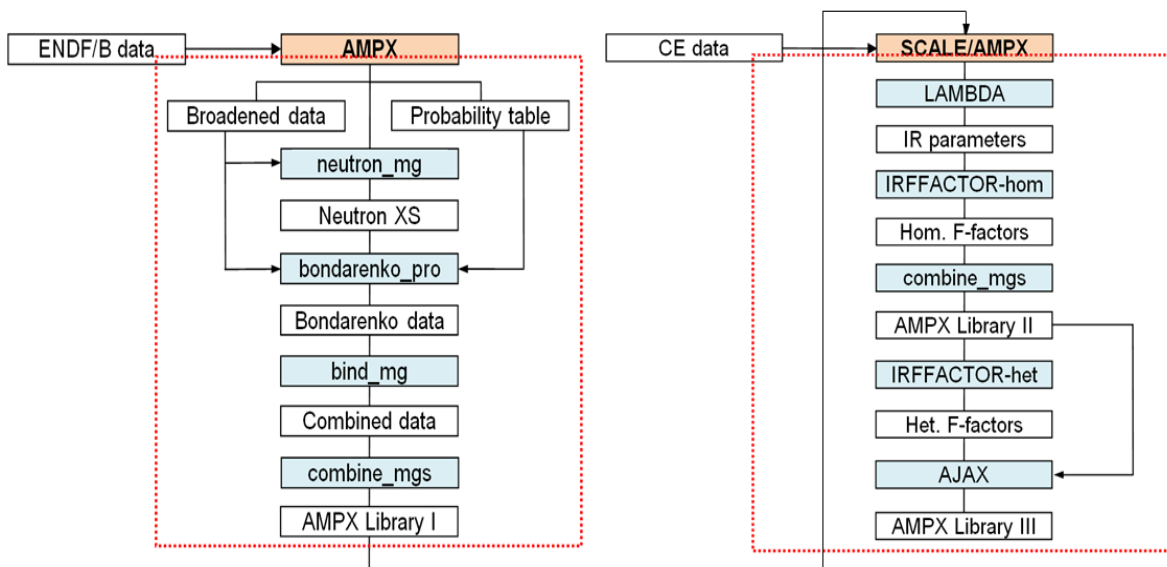 ENDF/B data
AMPX
Broadened data
Probability table
neutron_mg
Neutron XS
bondarenko_pro
Bondarenko data
bind_mg
Combined data
combine_mgs
AMPX Library I
CE data
SCALE/AMPX
LAMBDA
IR parameters
IRFFACTOR-hom
Hom. F-factors
combine_mgs
AMPX Library II
IRFFACTOR-het
Het. F-factors
AJAX
AMPX Library III